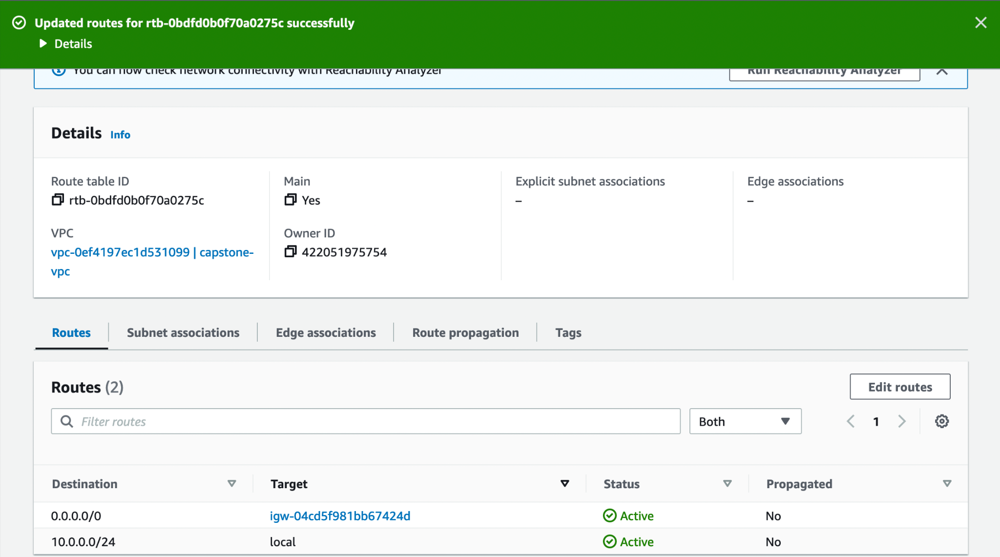 Updated routes for rtb-0bdfd0b0f70a0275c successfully
Details
You can now check network connectivity with Reachability Analyzer
Run Reachability Analyzer
Details Info
Route table ID
rtb-0bdfd0b0f70a0275c
Main
Yes
Explicit subnet associations
–
Edge associations
–
VPC
vpc-0ef4197ec1d531099 | capstone-
vpc
Owner ID
422051975754
Routes Subnet associations Edge associations Route propagation Tags
Routes (2)
Edit routes
Filter routes
Both
1
Destination Target Status Propagated
0.0.0.0/0 igw-04cd5f981bb67424d Active No
10.0.0.0/24 local Active No